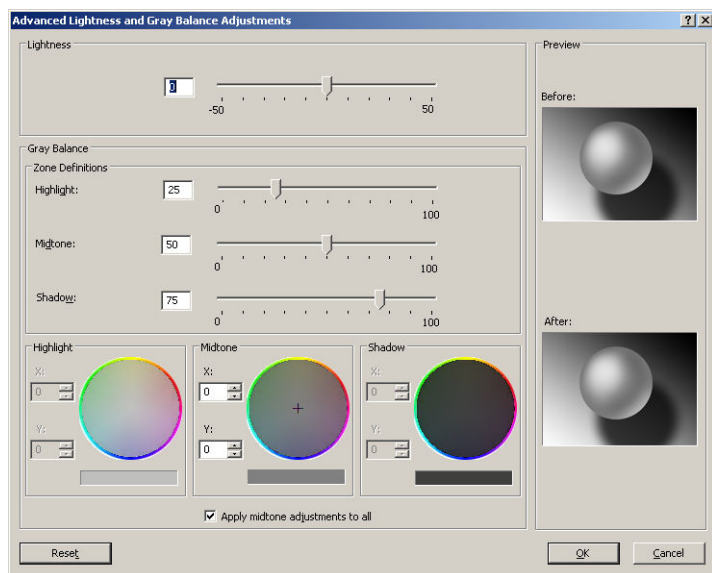 Advanced Lightness and Gray Balance Adjustments
Lightness
0
-50 50
Gray Balance
Zone Definitions
Highlight: 25
0 100
Midtone: 50
0 100
Shadow: 75
0 100
Highlight
X:
0
Y:
0
Midtone
X:
0
Y:
0
Shadow
X:
0
Y:
0
Apply midtone adjustments to all
Preview
Before:
After:
Reset
OK
Cancel